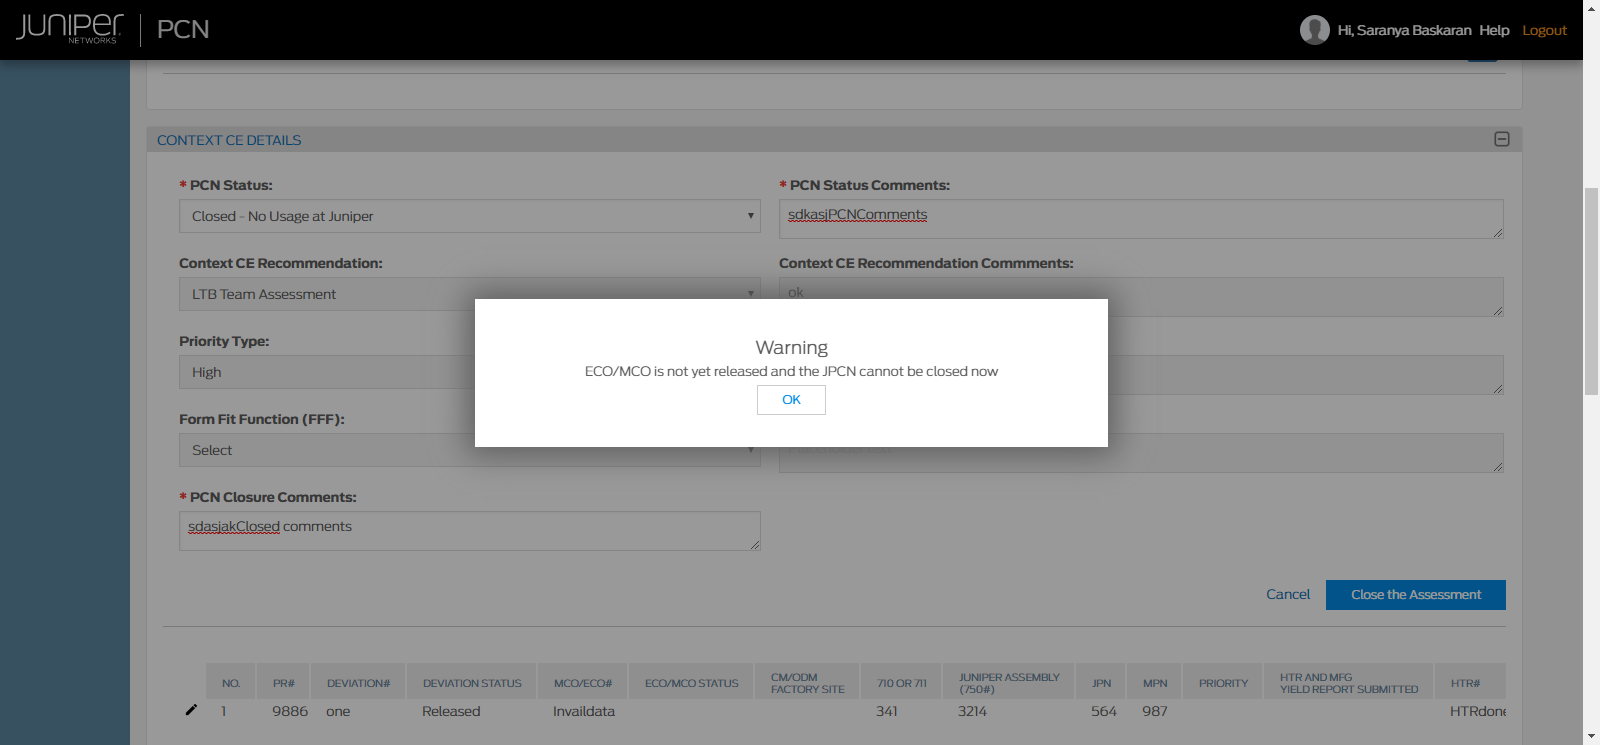 JUNIPER NETWORKS
PCN
Hi, Saranya Baskaran Help Logout
CONTEXT CE DETAILS
* PCN Status:
Closed - No Usage at Juniper
* PCN Status Comments:
sdkasjPCNComments
Context CE Recommendation:
LTB Team Assessment
Context CE Recommendation Commments:
ok
Warning
ECO/MCO is not yet released and the JPCN cannot be closed now
OK
Priority Type:
High
Form Fit Function (FFF):
Select
* PCN Closure Comments:
sdasjakClosed comments
Cancel Close the Assessment
NO. PR# DEVIATION# DEVIATION STATUS MCO/ECO# ECO/MCO STATUS CM/ODM FACTORY SITE 710 OR 711 JUNIPER ASSEMBLY (750#) JPN MPN PRIORITY HTR AND MFG YIELD REPORT SUBMITTED HTR#
1 9886 one Released Invaildata 341 3214 564 987 HTRdone